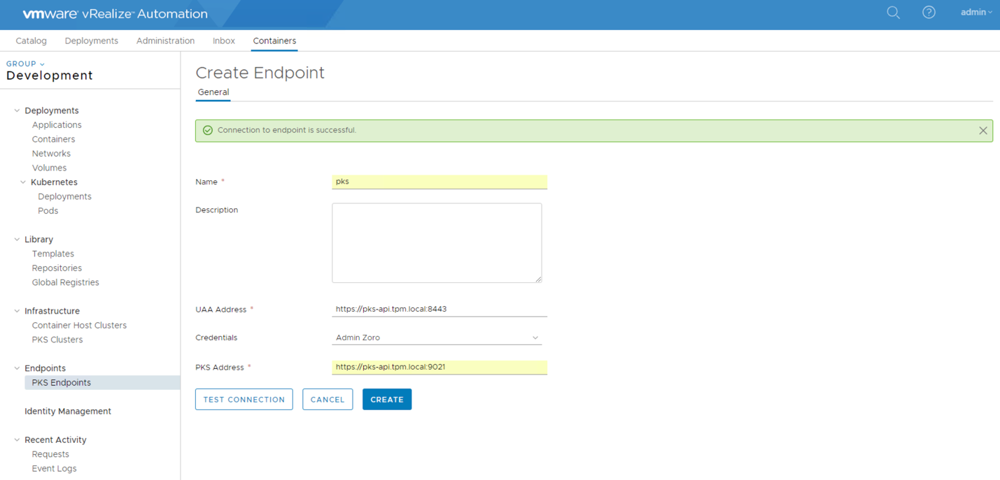 vmware vRealize™ Automation
admin
Catalog Deployments Administration Inbox Containers
GROUP
Development
Deployments
Applications
Containers
Networks
Volumes
Kubernetes
Deployments
Pods
Library
Templates
Repositories
Global Registries
Infrastructure
Container Host Clusters
PKS Clusters
Endpoints
PKS Endpoints
Identity Management
Recent Activity
Requests
Event Logs
Create Endpoint
General
Connection to endpoint is successful.
Name * pks
Description
UAA Address * https://pks-api.tpm.local:8443
Credentials Admin Zoro
PKS Address * https://pks-api.tpm.local:9021
TEST CONNECTION CANCEL CREATE